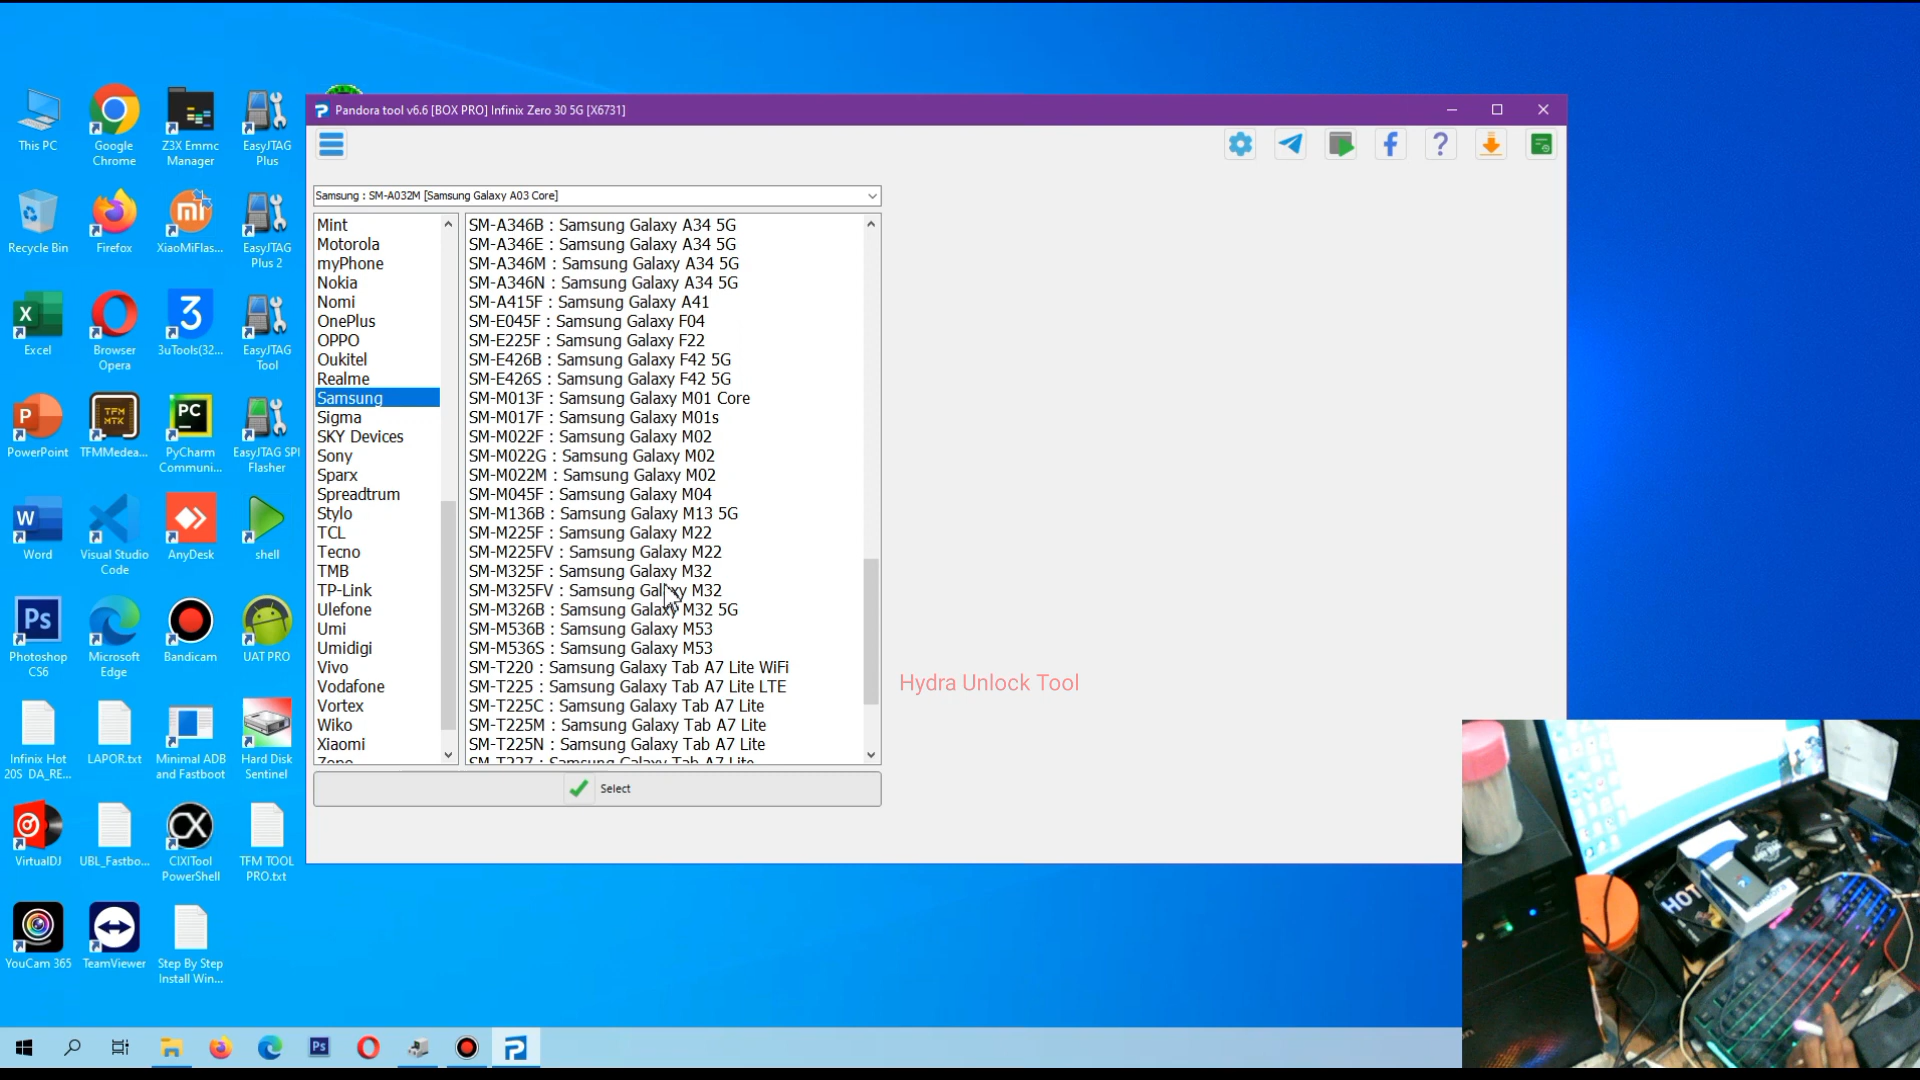 Pandora tool v6.6 [BOX PRO] Infinix Zero 30 5G [X6731]
This PC
Google Chrome
Z3X Emmc Manager
EasyJTAG Plus
Recycle Bin
Firefox
XiaoMiFlas...
EasyJTAG Plus 2
Excel
Browser Opera
3uTools(32...
EasyJTAG Tool
PowerPoint
TFMMedea...
PyCharm Communi...
EasyJTAG SPI Flasher
Word
Visual Studio Code
AnyDesk
shell
Photoshop CS6
Microsoft Edge
Bandicam
UAT PRO
Infinix Hot 20S DA_RE...
LAPOR.txt
Minimal ADB and Fastboot
Hard Disk Sentinel
VirtualDJ
UBL_Fastbo...
CIXITool PowerShell
TFM TOOL PRO.txt
YouCam 365
TeamViewer
Step By Step Install Win...
Samsung : SM-A032M [Samsung Galaxy A03 Core]
Mint
Motorola
myPhone
Nokia
Nomi
OnePlus
OPPO
Oukitel
Realme
Samsung
Sigma
SKY Devices
Sony
Sparx
Spreadtrum
Stylo
TCL
Tecno
TMB
TP-Link
Ulefone
Umi
Umidigi
Vivo
Vodafone
Vortex
Wiko
Xiaomi
SM-A346B : Samsung Galaxy A34 5G
SM-A346E : Samsung Galaxy A34 5G
SM-A346M : Samsung Galaxy A34 5G
SM-A346N : Samsung Galaxy A34 5G
SM-A415F : Samsung Galaxy A41
SM-E045F : Samsung Galaxy F04
SM-E225F : Samsung Galaxy F22
SM-E426B : Samsung Galaxy F42 5G
SM-E426S : Samsung Galaxy F42 5G
SM-M013F : Samsung Galaxy M01 Core
SM-M017F : Samsung Galaxy M01s
SM-M022F : Samsung Galaxy M02
SM-M022G : Samsung Galaxy M02
SM-M022M : Samsung Galaxy M02
SM-M045F : Samsung Galaxy M04
SM-M136B : Samsung Galaxy M13 5G
SM-M225F : Samsung Galaxy M22
SM-M225FV : Samsung Galaxy M22
SM-M325F : Samsung Galaxy M32
SM-M325FV : Samsung Galaxy M32
SM-M326B : Samsung Galaxy M32 5G
SM-M536B : Samsung Galaxy M53
SM-M536S : Samsung Galaxy M53
SM-T220 : Samsung Galaxy Tab A7 Lite WiFi
SM-T225 : Samsung Galaxy Tab A7 Lite LTE
SM-T225C : Samsung Galaxy Tab A7 Lite
SM-T225M : Samsung Galaxy Tab A7 Lite
SM-T225N : Samsung Galaxy Tab A7 Lite
SM-T227 : Samsung Galaxy Tab A7 Lite
Select
Hydra Unlock Tool
HOT